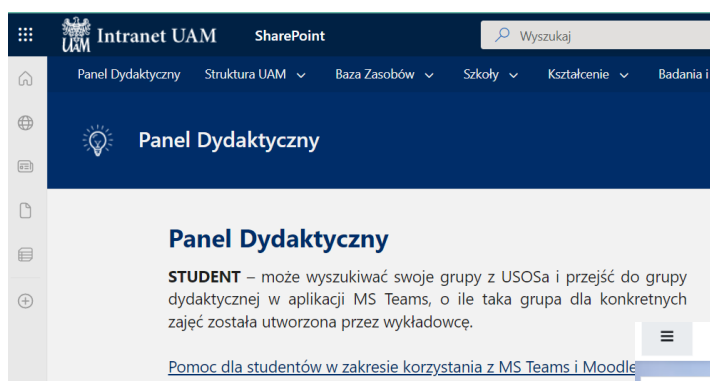 UAM
Intranet UAM SharePoint Wyszukaj
Panel Dydaktyczny Struktura UAM Baza Zasobów Szkoły Kształcenie Badania i
Panel Dydaktyczny
Panel Dydaktyczny
STUDENT – może wyszukiwać swoje grupy z USOSa i przejść do grupy
dydaktycznej w aplikacji MS Teams, o ile taka grupa dla konkretnych
zajęć została utworzona przez wykładowcę.
Pomoc dla studentów w zakresie korzystania z MS Teams i Moodle